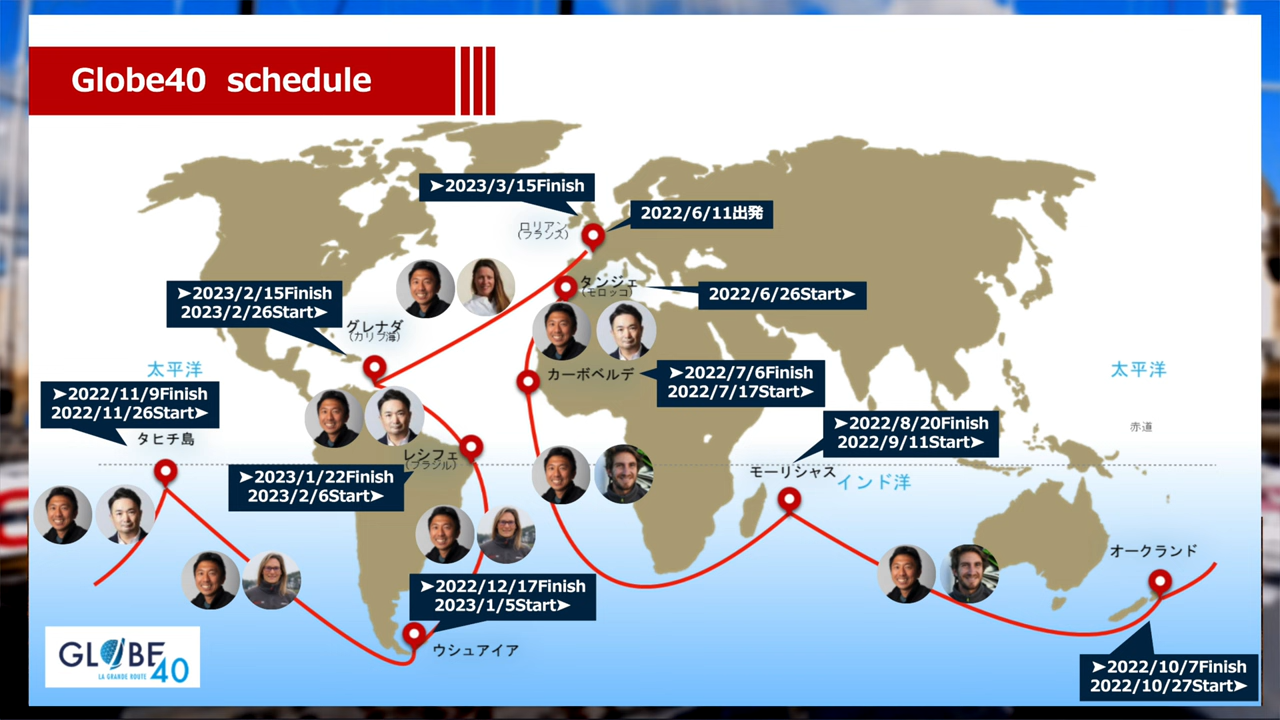 Globe40 schedule
➤2023/3/15Finish
ロリアン
(フランス)
2022/6/11出発
タンジェ
(モロッコ)
2022/6/26Start➤
➤2023/2/15Finish
2023/2/26Start➤
グレナダ
(カリブ海)
太平洋
➤2022/11/9Finish
2022/11/26Start➤
タヒチ島
カーボベルデ
➤2022/7/6Finish
2022/7/17Start➤
太平洋
➤2022/8/20Finish
2022/9/11Start➤
赤道
レシフェ
(ブラジル)
➤2023/1/22Finish
2023/2/6Start➤
モーリシャス
インド洋
オークランド
➤2022/12/17Finish
2023/1/5Start➤
ウシュアイア
➤2022/10/7Finish
2022/10/27Start➤
GLOBE
LA GRANDE ROUTE 40